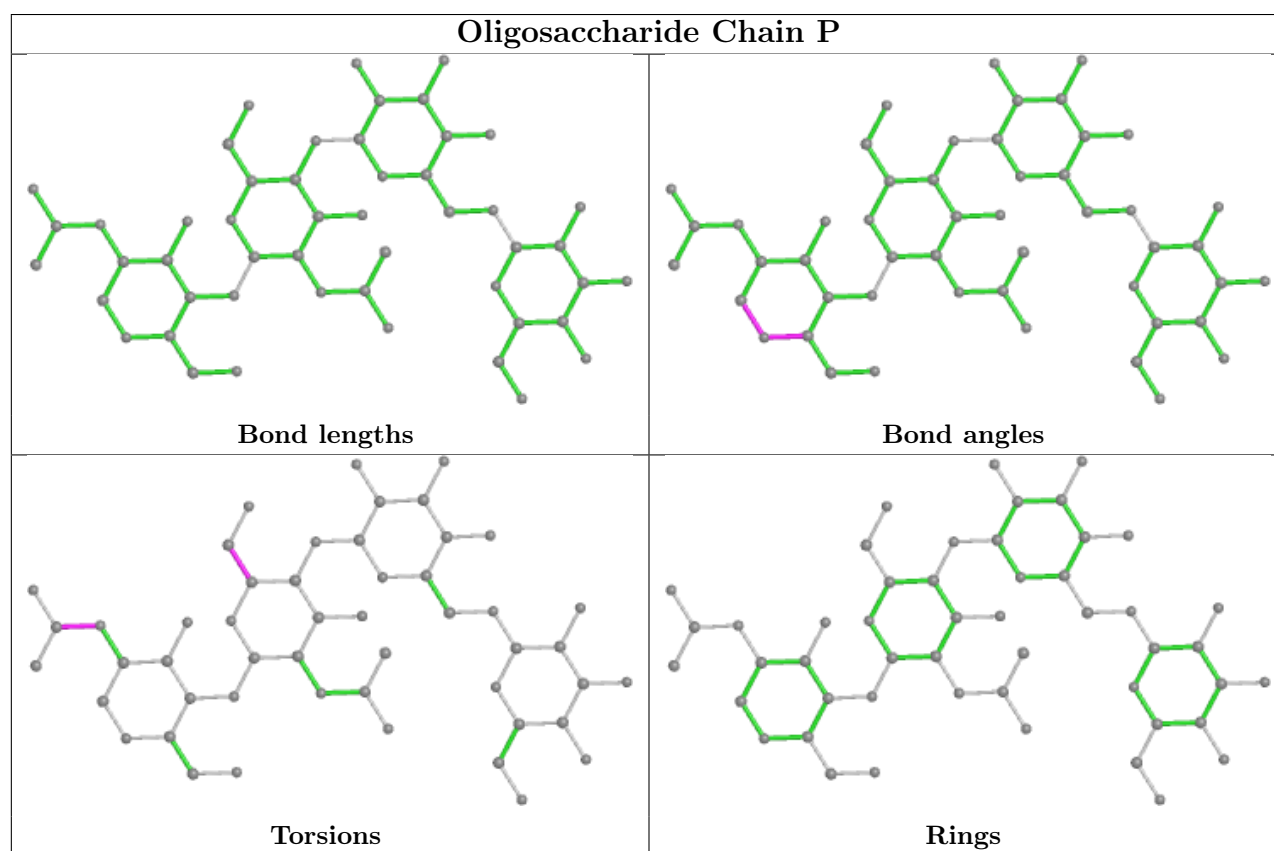 Oligosaccharide Chain P
Bond lengths
Bond angles
Torsions
Rings